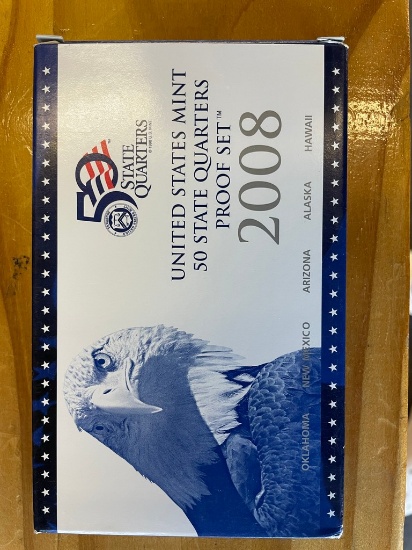 50
STATE
QUARTERS
UNITED STATES MINT
50 STATE QUARTERS
PROOF SET™
2008
OKLAHOMA NEW MEXICO ARIZONA ALASKA HAWAII